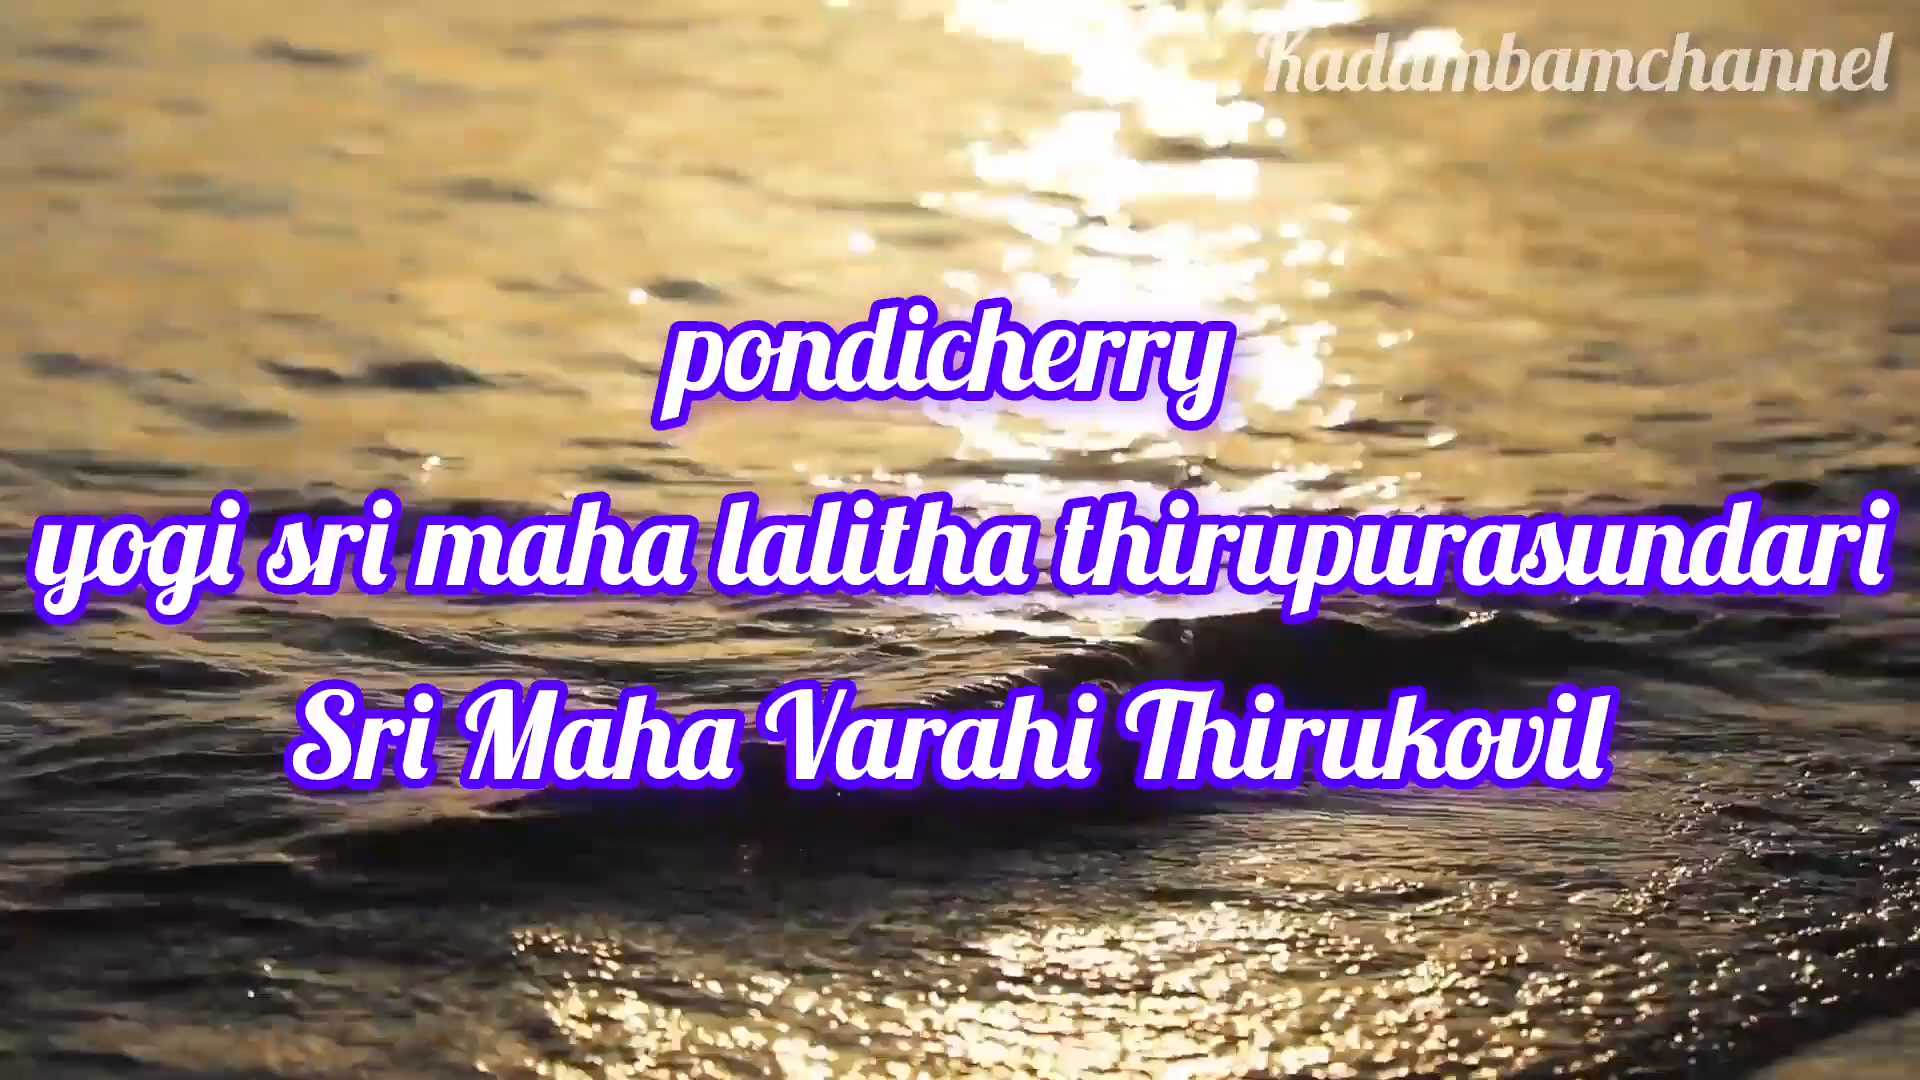 Kadambamchannel
pondicherry
yogi sri maha lalitha thirupurasundari
Sri Maha Varahi Thirukovil